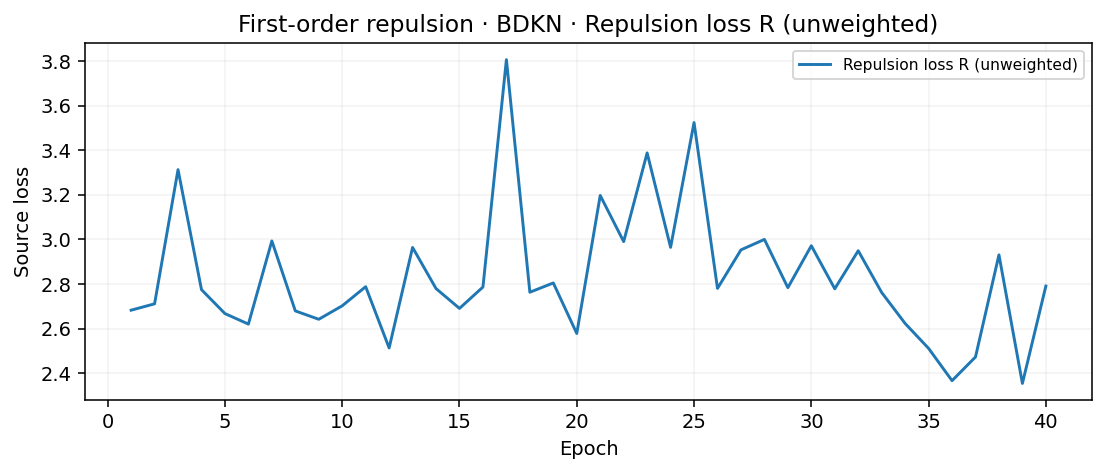 First-order repulsion · BDKN · Repulsion loss R (unweighted)
Repulsion loss R (unweighted)
Source loss
3.8
3.6
3.4
3.2
3.0
2.8
2.6
2.4
0 5 10 15 20 25 30 35 40
Epoch